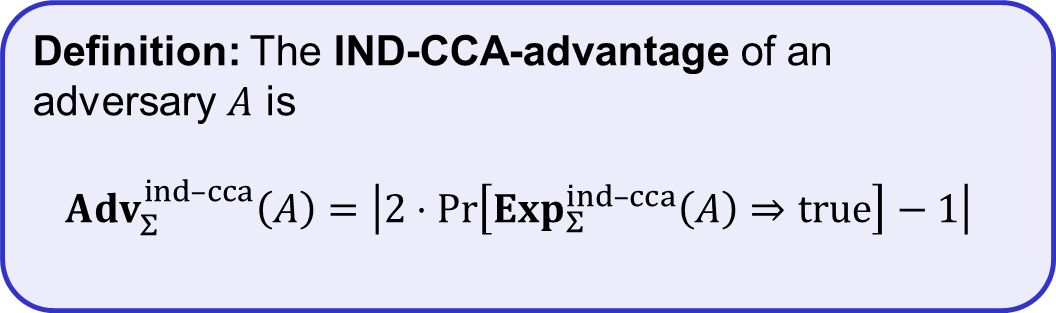 Definition: The IND-CCA-advantage of an
adversary 𝐴 is
𝐀𝐝𝐯_Σ^{ind−cca}(𝐴) = |2 ⋅ Pr[𝐄𝐱𝐩_Σ^{ind−cca}(𝐴) ⇒ true] − 1|